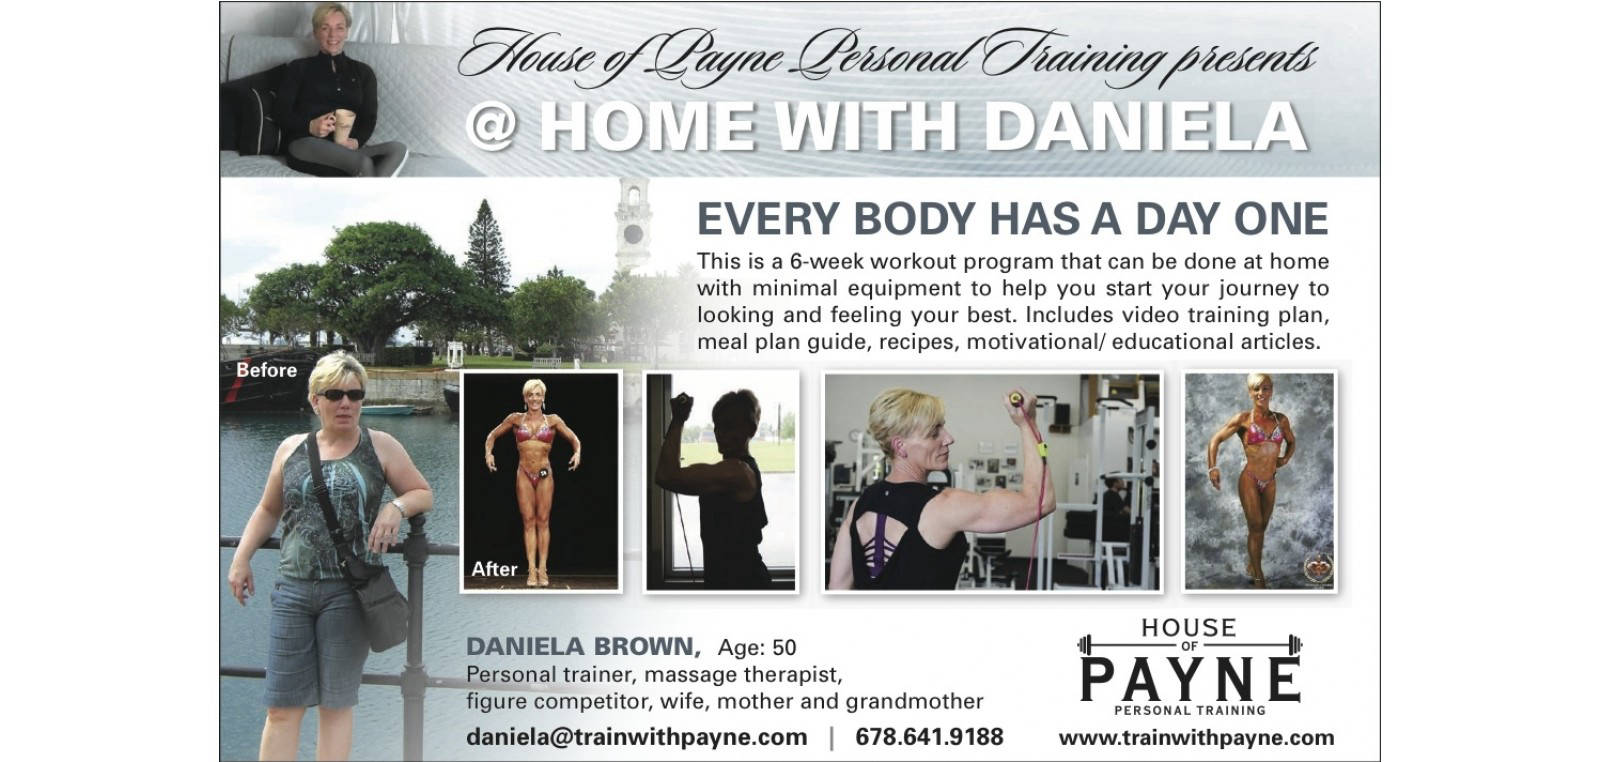 House of Payne Personal Training presents
@ HOME WITH DANIELA
EVERY BODY HAS A DAY ONE
This is a 6-week workout program that can be done at home
with minimal equipment to help you start your journey to
looking and feeling your best. Includes video training plan,
meal plan guide, recipes, motivational/ educational articles.
Before
After
DANIELA BROWN, Age: 50
Personal trainer, massage therapist,
figure competitor, wife, mother and grandmother
daniela@trainwithpayne.com | 678.641.9188
HOUSE
OF
PAYNE
PERSONAL TRAINING
www.trainwithpayne.com